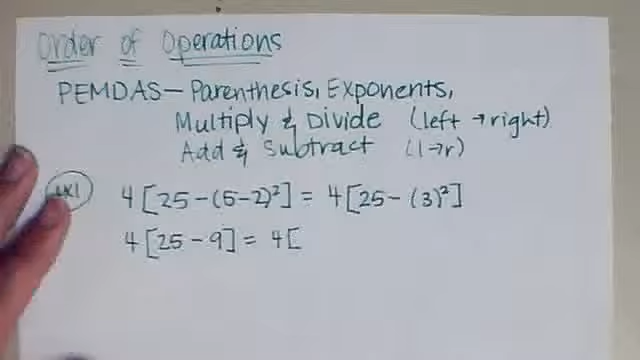 Order of Operations
PEMDAS — Parenthesis, Exponents,
Multiply & Divide (left → right)
Add & Subtract (l → r)
4[25-(5-2)²] = 4[25-(3)²]
4[25-9] = 4[